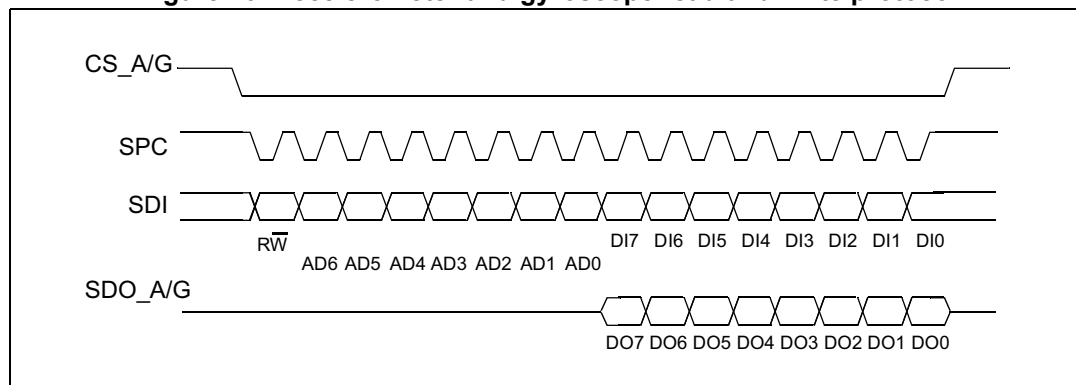 CS_A/G
SPC
SDI
RW̅ DI7 DI6 DI5 DI4 DI3 DI2 DI1 DI0
AD6 AD5 AD4 AD3 AD2 AD1 AD0
SDO_A/G
DO7 DO6 DO5 DO4 DO3 DO2 DO1 DO0